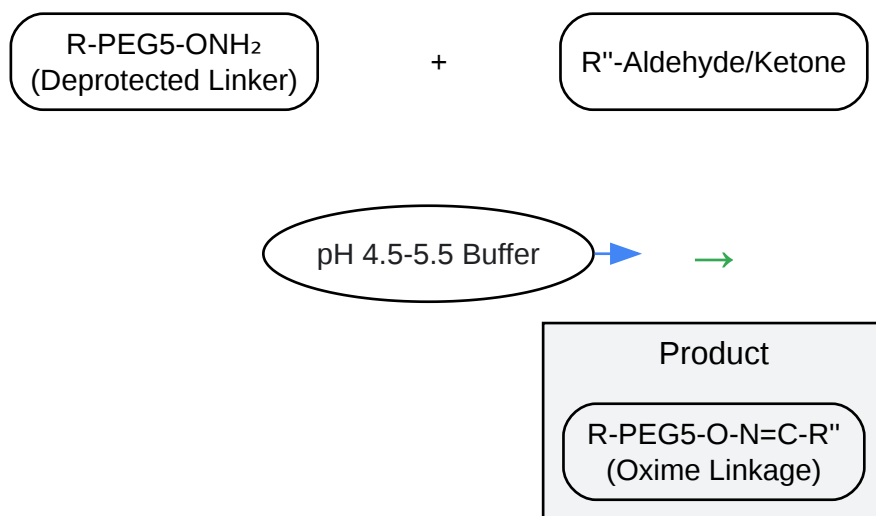 R-PEG5-ONH₂
(Deprotected Linker)
+
R"-Aldehyde/Ketone
pH 4.5-5.5 Buffer
→
Product
R-PEG5-O-N=C-R"
(Oxime Linkage)